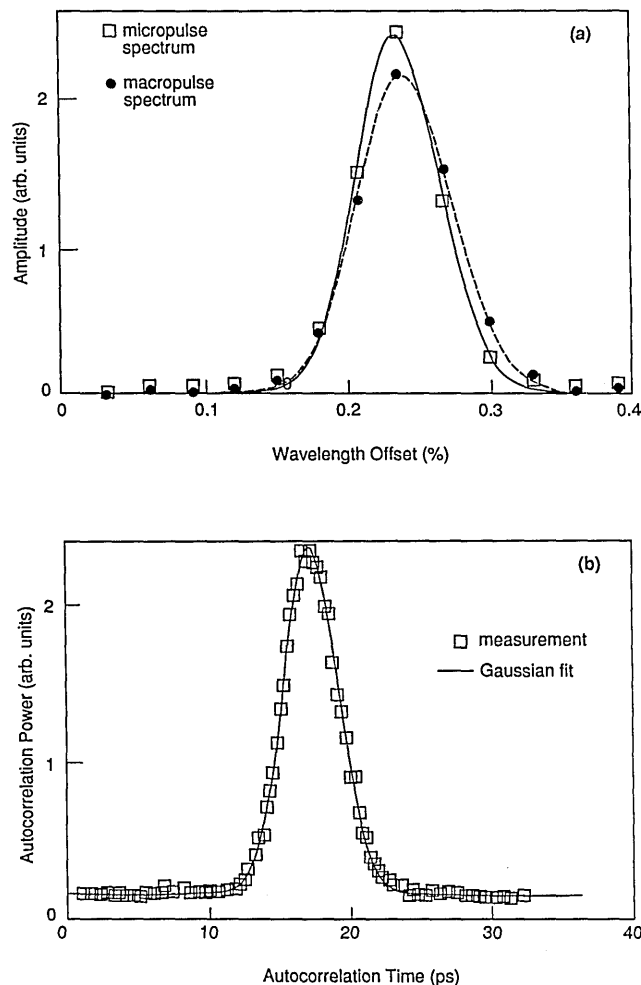 micropulse
spectrum
macropulse
spectrum
(a)
2
1
0
Amplitude (arb. units)
0
0.1
0.2
0.3
0.4
Wavelength Offset (%)
(b)
measurement
Gaussian fit
2
1
0
Autocorrelation Power (arb. units)
0
10
20
30
40
Autocorrelation Time (ps)